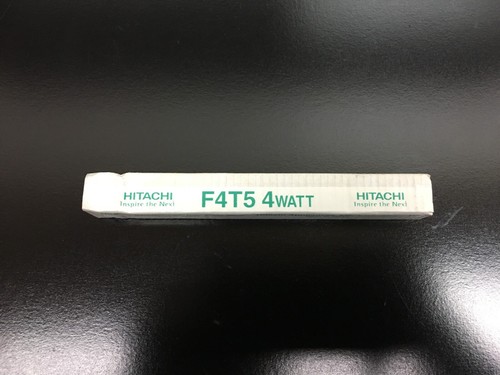 HITACHI
Inspire the Next
F4T5 4WATT
HITACHI
Inspire the Next